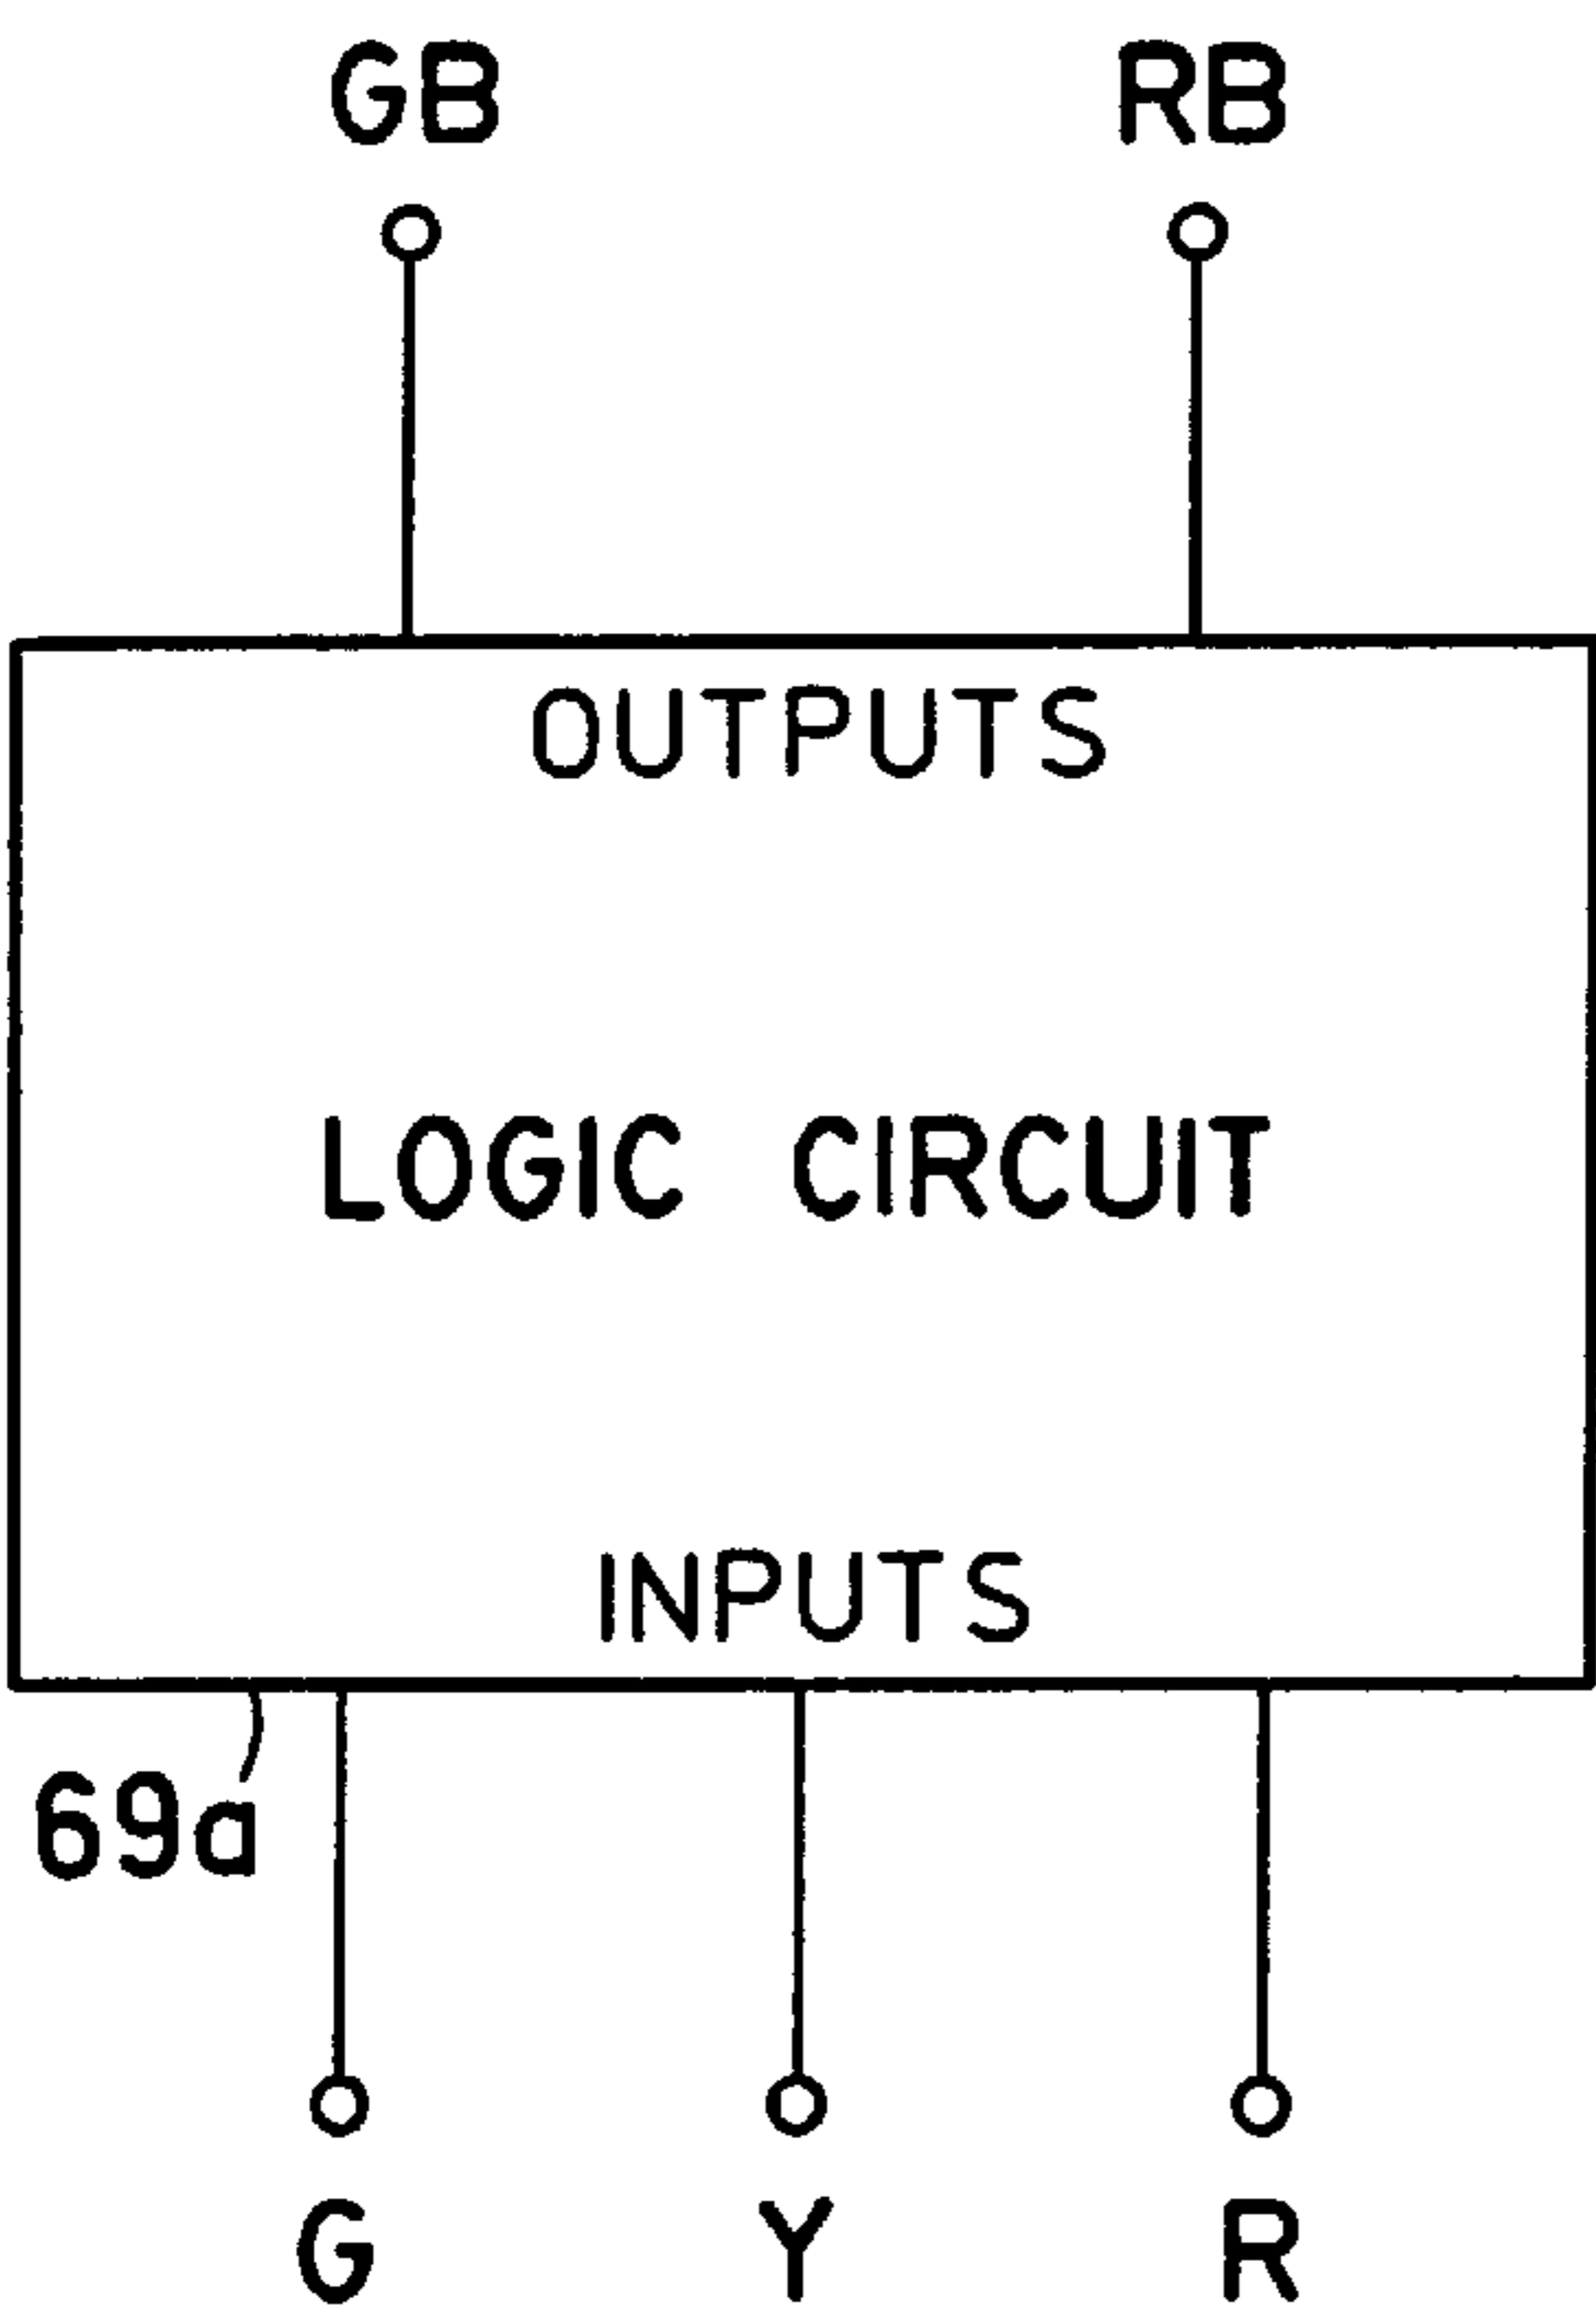 GB RB
OUTPUTS
LOGIC CIRCUIT
INPUTS
69a
G Y R